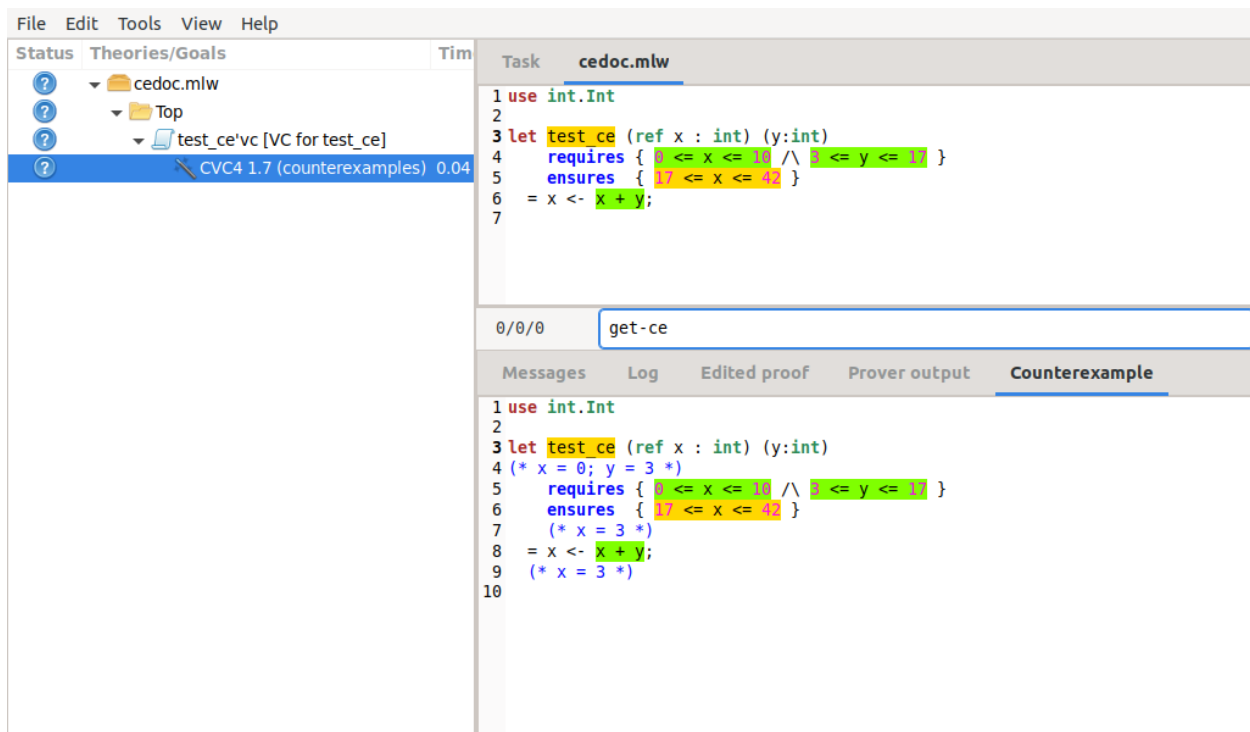 File Edit Tools View Help
Status Theories/Goals Tim
cedoc.mlw
Top
test_ce'vc [VC for test_ce]
CVC4 1.7 (counterexamples) 0.04
Task cedoc.mlw
1 use int.Int
2
3 let test_ce (ref x : int) (y:int)
4 requires { 0 <= x <= 10 /\ 3 <= y <= 17 }
5 ensures { 17 <= x <= 42 }
6 = x <- x + y;
7
0/0/0 get-ce
Messages Log Edited proof Prover output Counterexample
1 use int.Int
2
3 let test_ce (ref x : int) (y:int)
4 (* x = 0; y = 3 *)
5 requires { 0 <= x <= 10 /\ 3 <= y <= 17 }
6 ensures { 17 <= x <= 42 }
7 (* x = 3 *)
8 = x <- x + y;
9 (* x = 3 *)
10